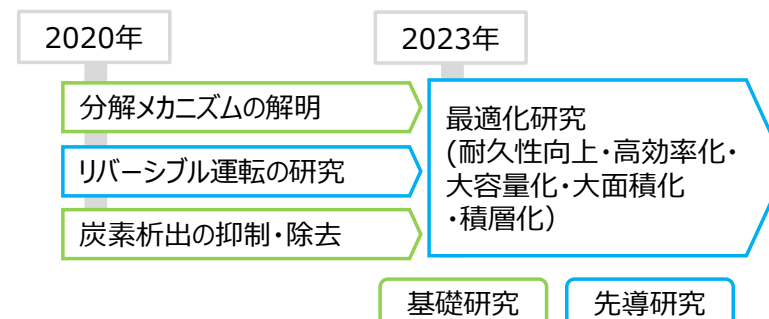 2020年
2023年
分解メカニズムの解明
リバーシブル運転の研究
炭素析出の抑制・除去
最適化研究
(耐久性向上・高効率化・
大容量化・大面積化
・積層化）
基礎研究
先導研究